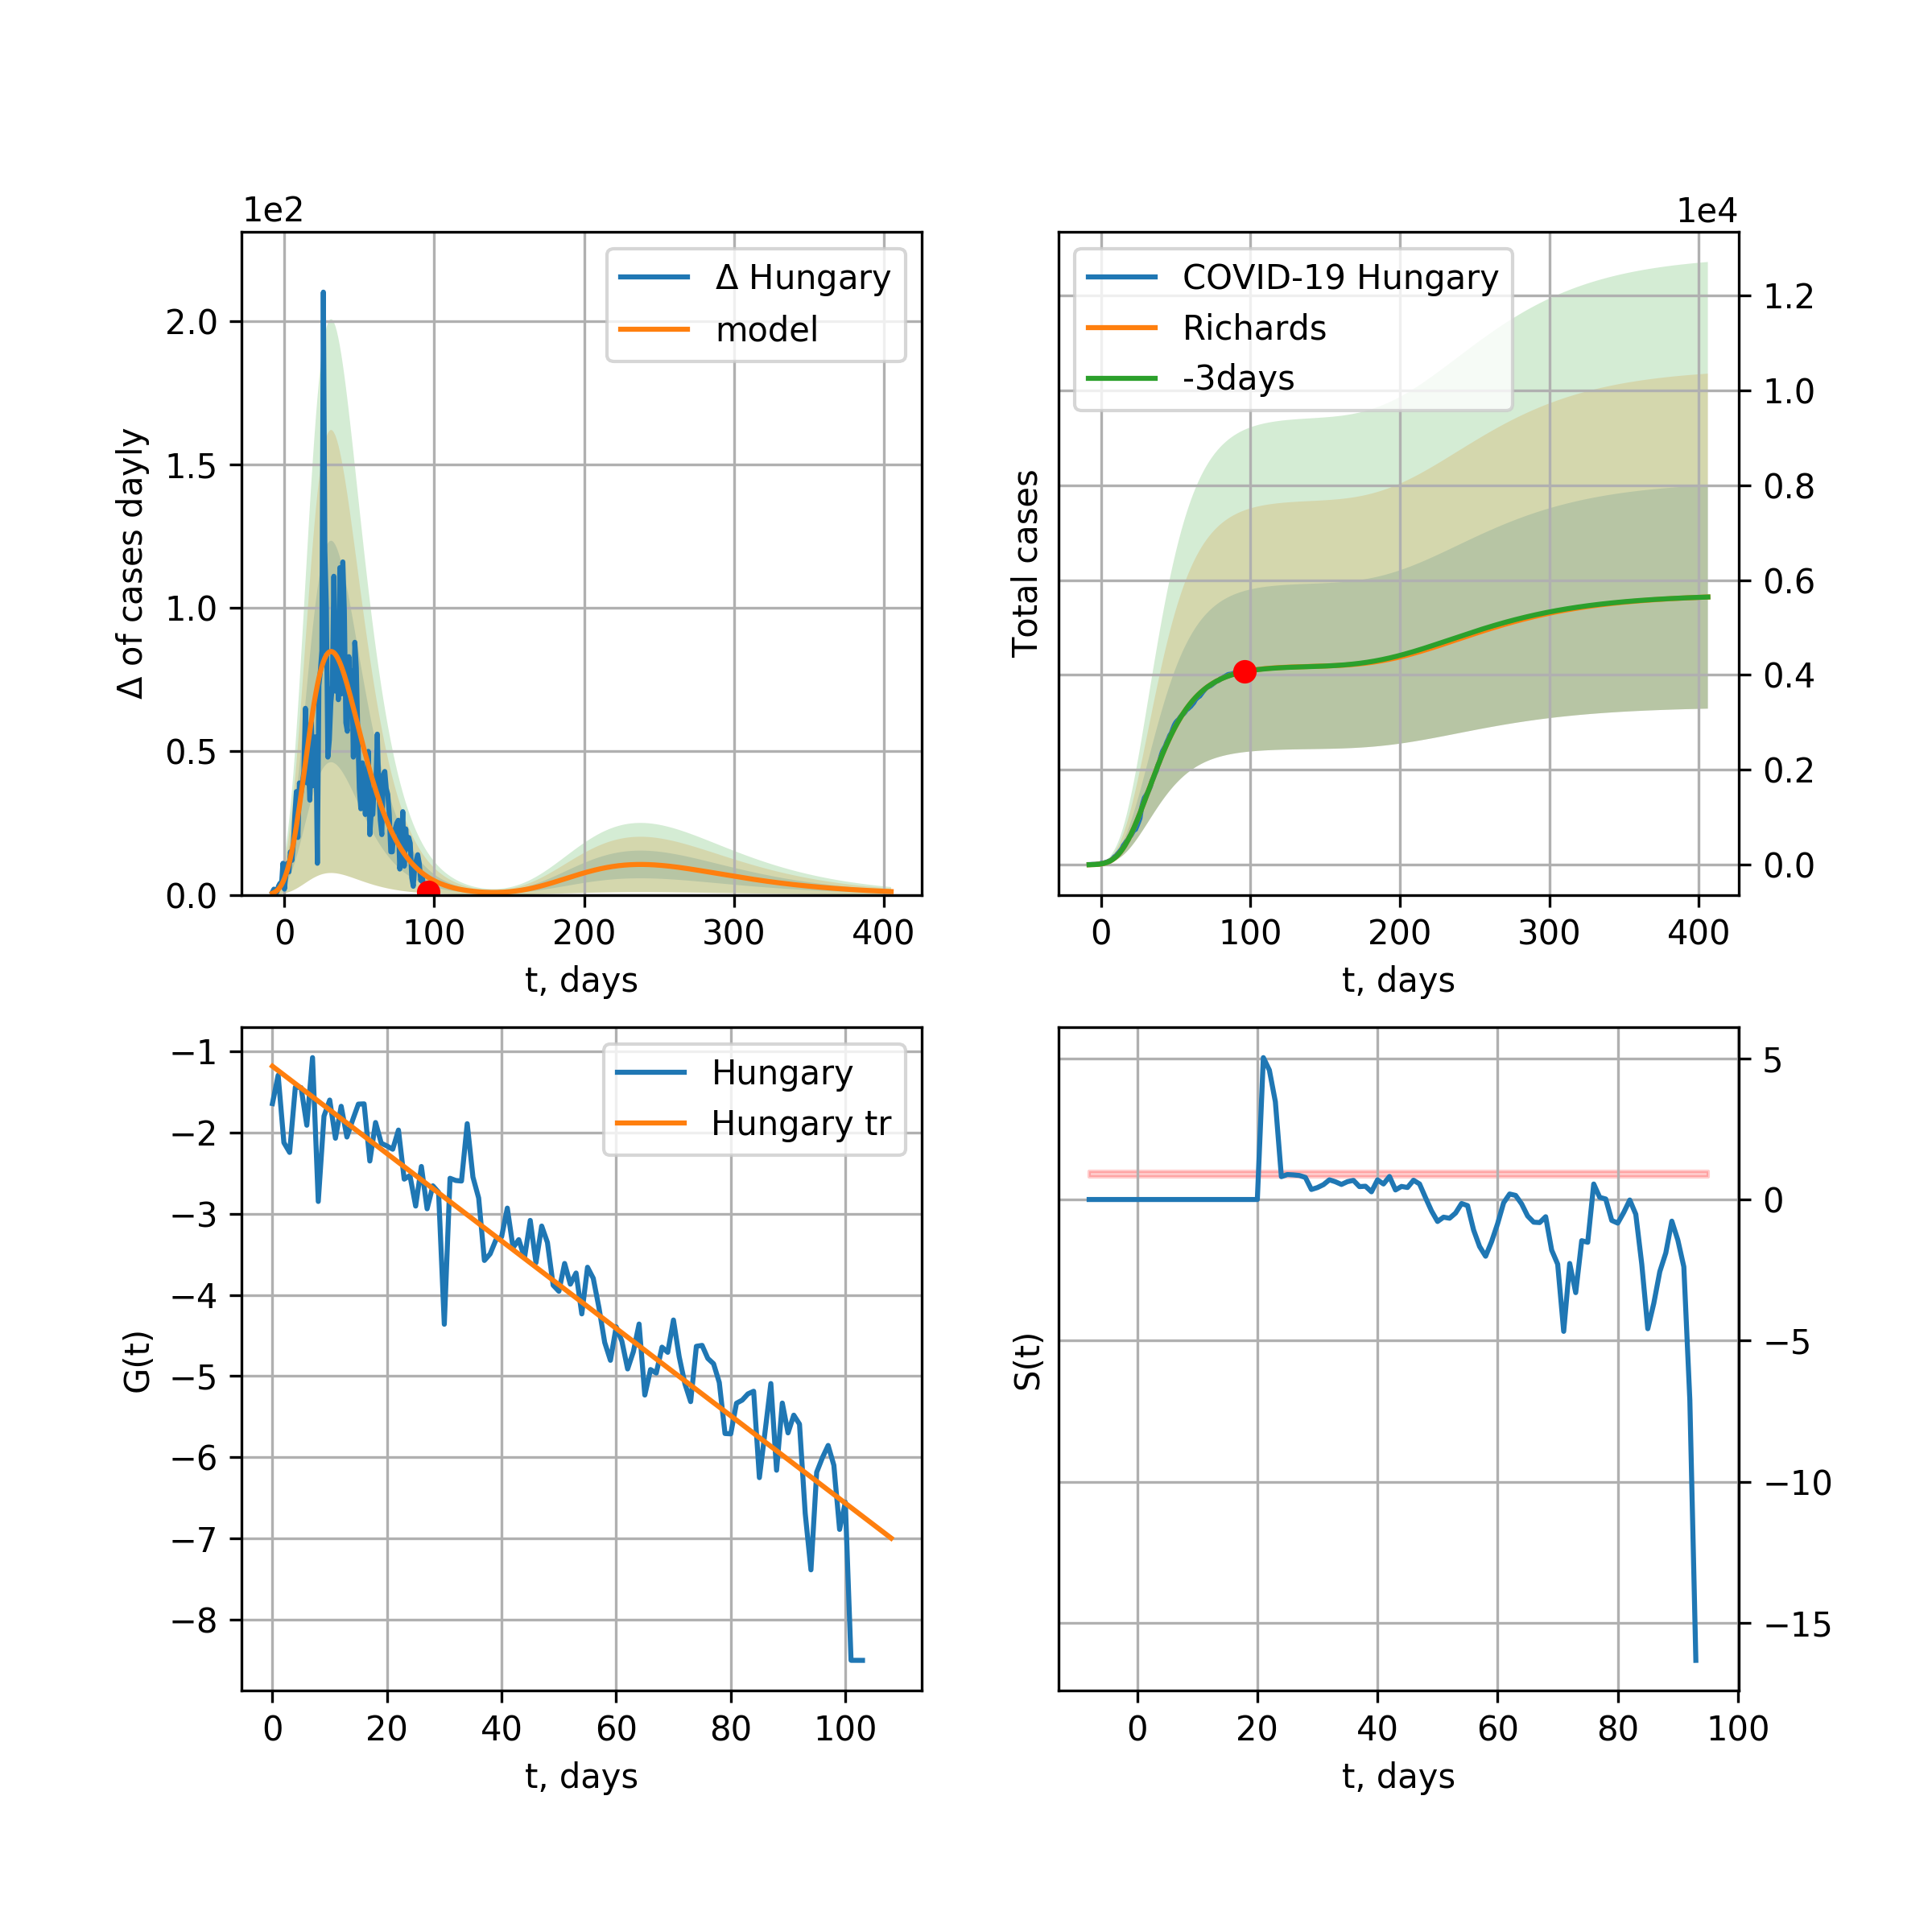 1e2
Δ of cases dayly
2.0
1.5
1.0
0.5
0.0
Δ Hungary
model
0 100 200 300 400
t, days
1e4
Total cases
COVID-19 Hungary
Richards
-3days
1.2
1.0
0.8
0.6
0.4
0.2
0.0
0 100 200 300 400
t, days
G(t)
−1
−2
−3
−4
−5
−6
−7
−8
Hungary
Hungary tr
0 20 40 60 80 100
t, days
S(t)
5
0
−5
−10
−15
0 20 40 60 80 100
t, days